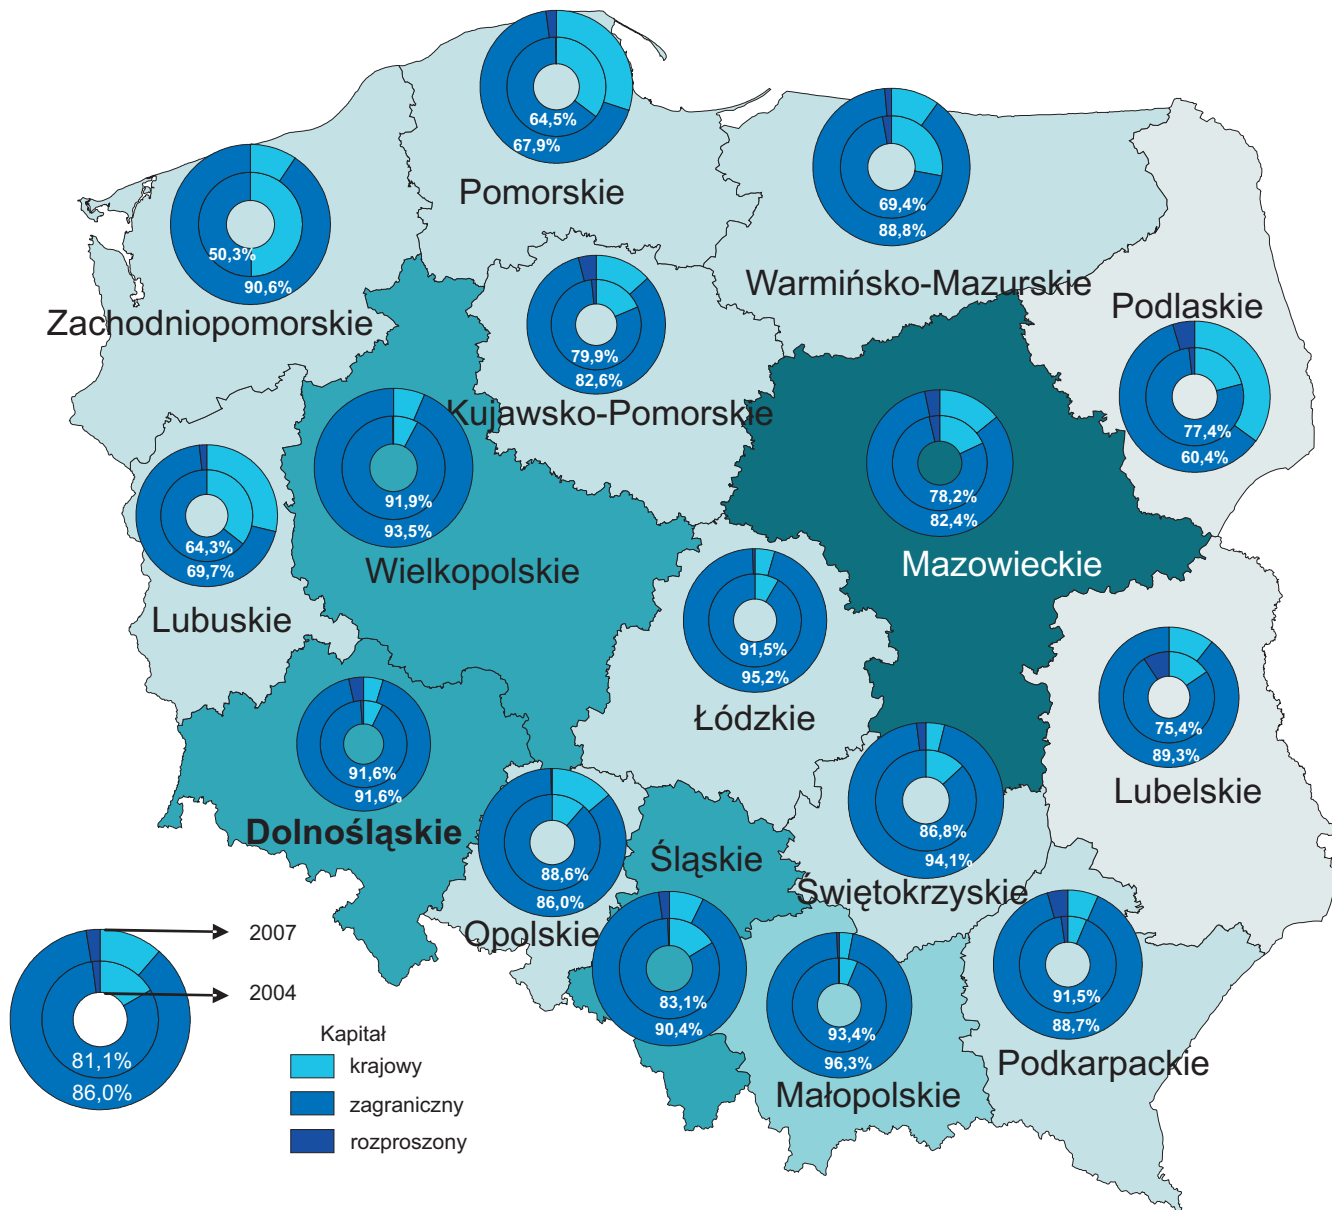 64,5%
67,9%
Pomorskie
69,4%
88,8%
Warmińsko-Mazurskie
50,3%
90,6%
Zachodniopomorskie
79,9%
82,6%
Kujawsko-Pomorskie
Podlaskie
77,4%
60,4%
91,9%
93,5%
Wielkopolskie
78,2%
82,4%
Mazowieckie
64,3%
69,7%
Lubuskie
91,5%
95,2%
Łódzkie
75,4%
89,3%
Lubelskie
91,6%
91,6%
Dolnośląskie
88,6%
86,0%
Opolskie
Śląskie
83,1%
90,4%
86,8%
94,1%
Świętokrzyskie
93,4%
96,3%
Małopolskie
91,5%
88,7%
Podkarpackie
2007
2004
81,1%
86,0%
Kapitał
krajowy
zagraniczny
rozproszony